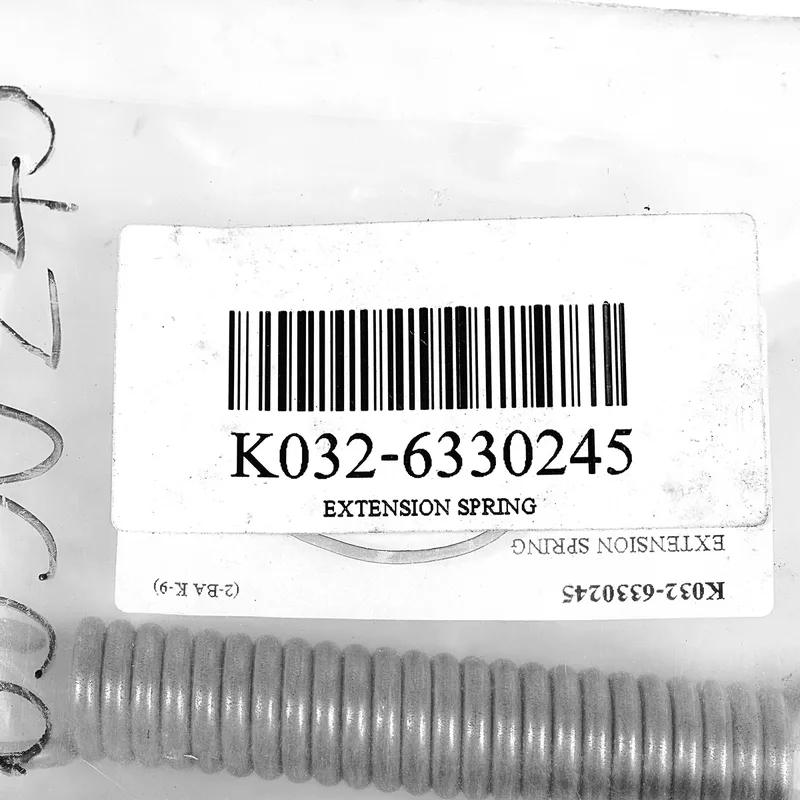 K032-6330245
EXTENSION SPRING
K032-6330245 (2-BA K-9)
EXTENSION SPRING